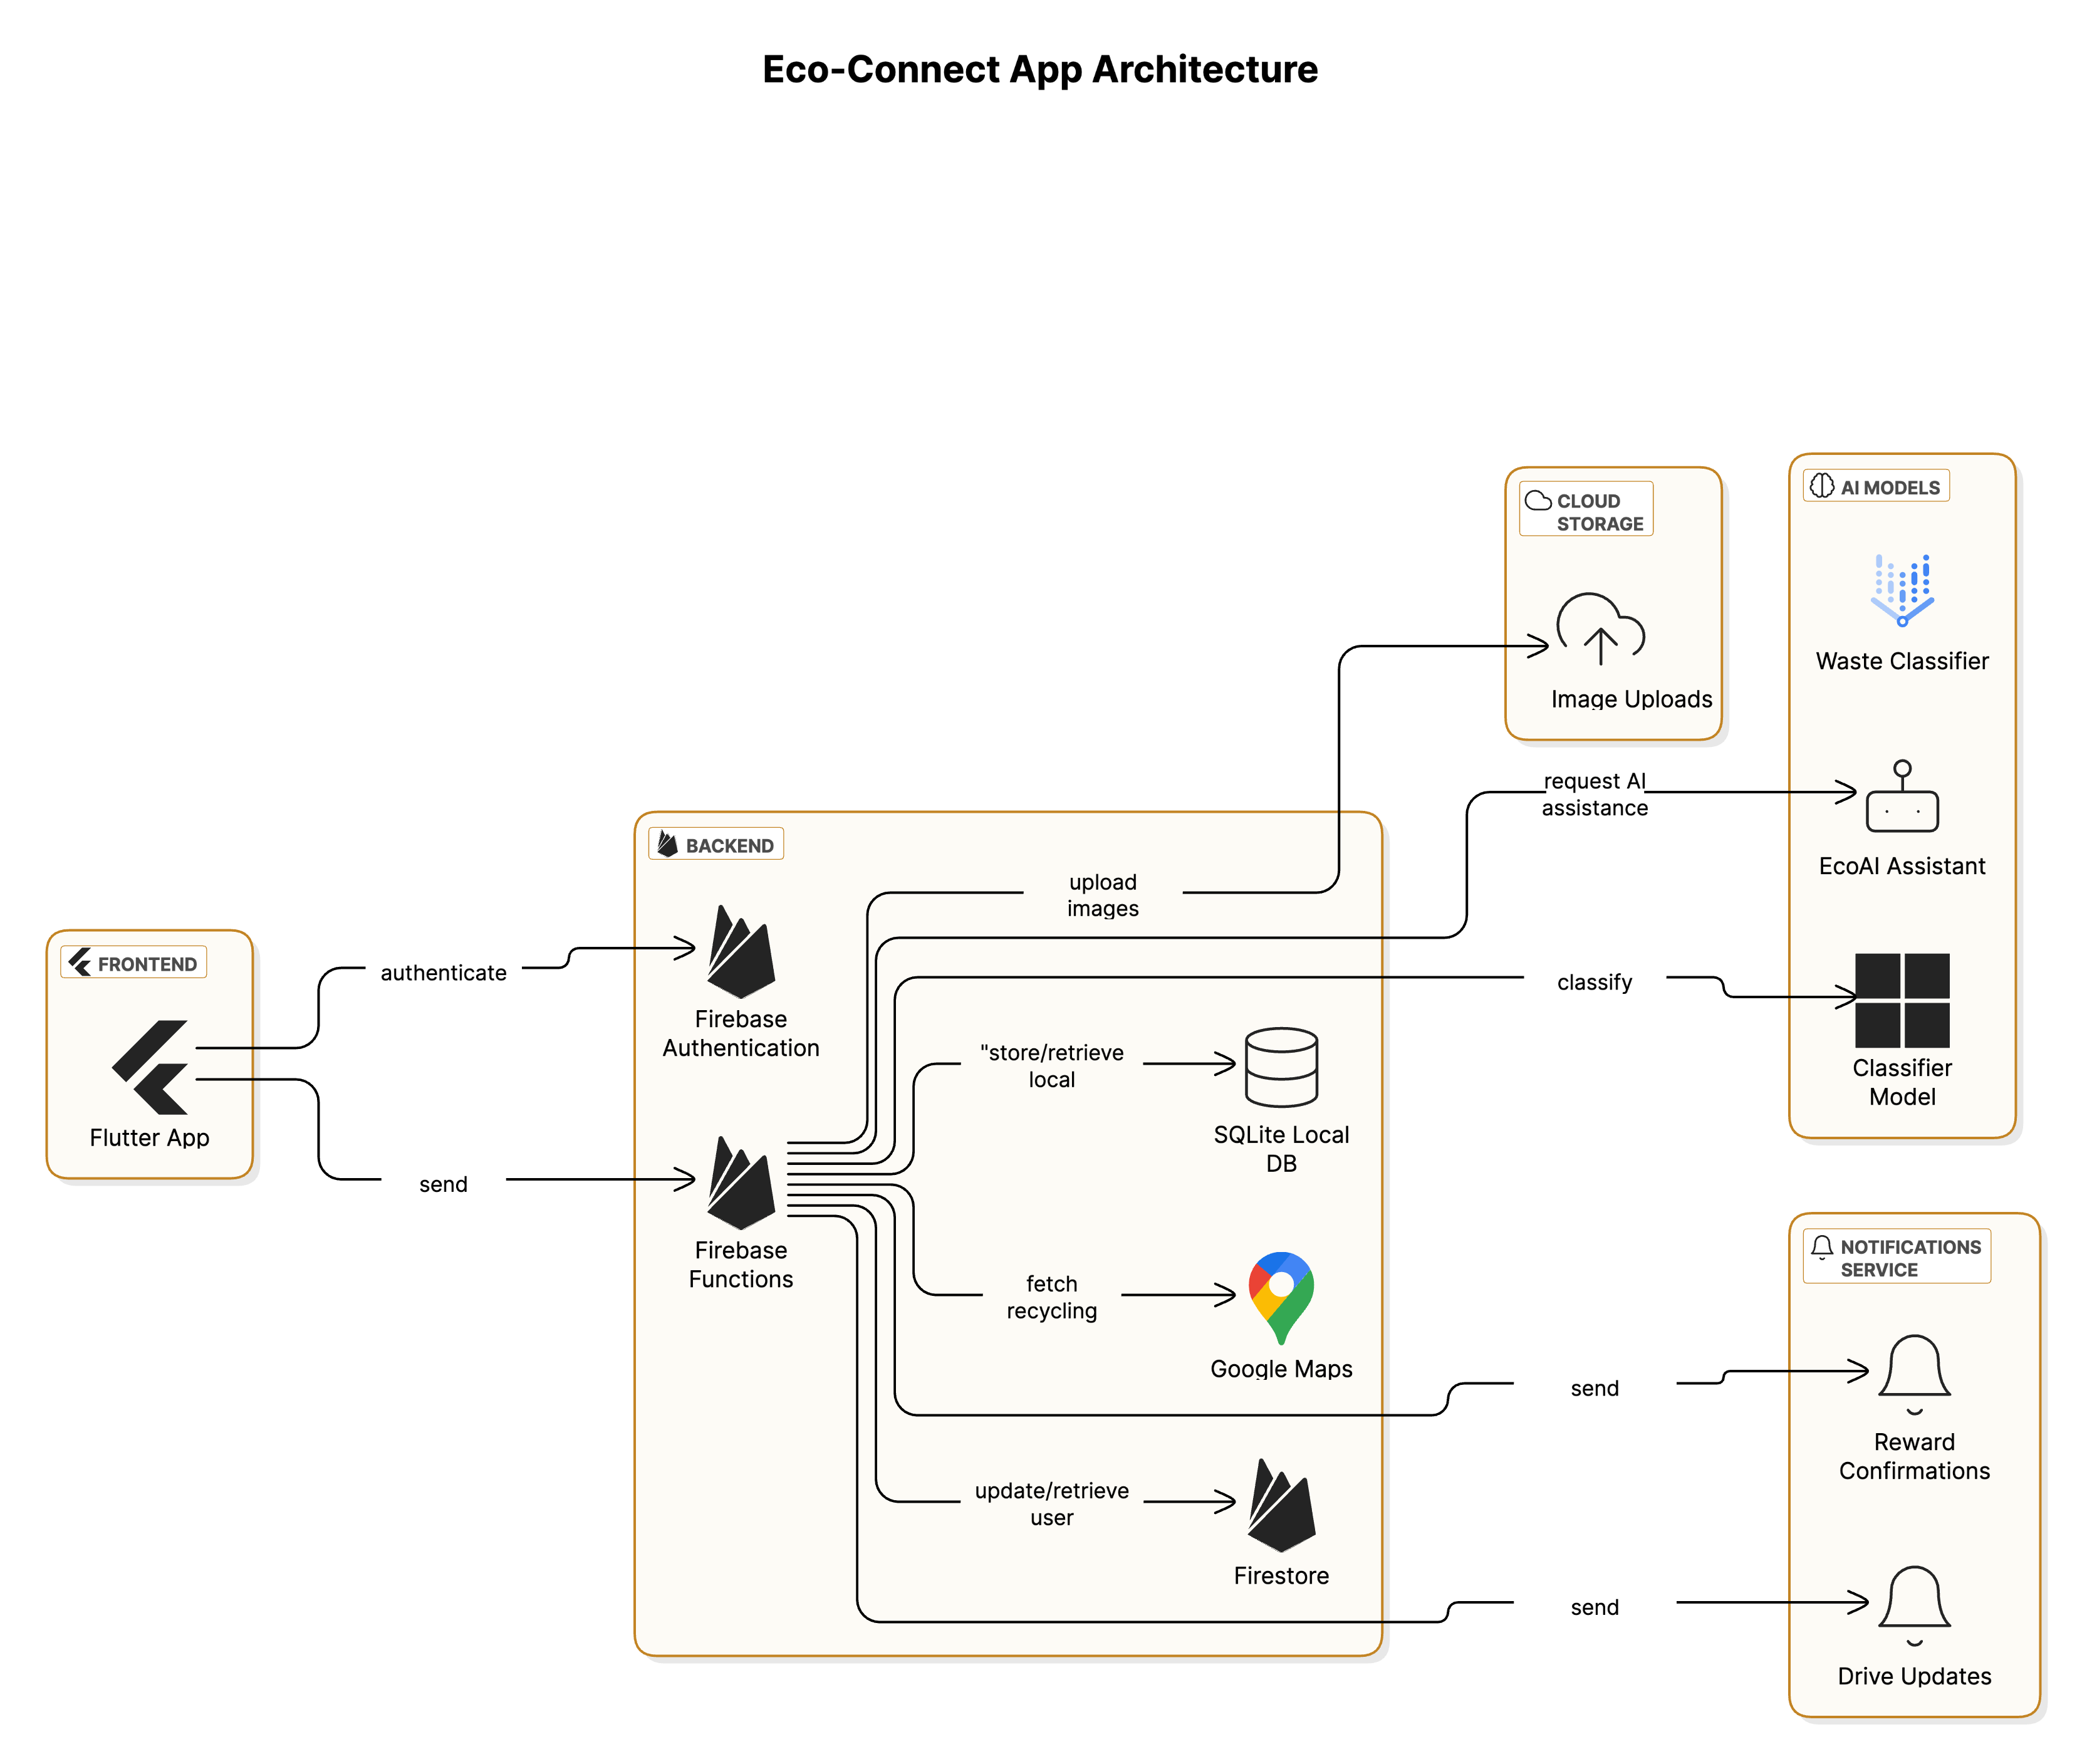 Eco-Connect App Architecture
CLOUD
STORAGE
Image Uploads
AI MODELS
Waste Classifier
request AI
assistance
EcoAI Assistant
classify
Classifier
Model
BACKEND
upload
images
Firebase
Authentication
FRONTEND
Flutter App
authenticate
send
Firebase
Functions
"store/retrieve
local
SQLite Local
DB
fetch
recycling
Google Maps
update/retrieve
user
Firestore
NOTIFICATIONS
SERVICE
send
Reward
Confirmations
send
Drive Updates